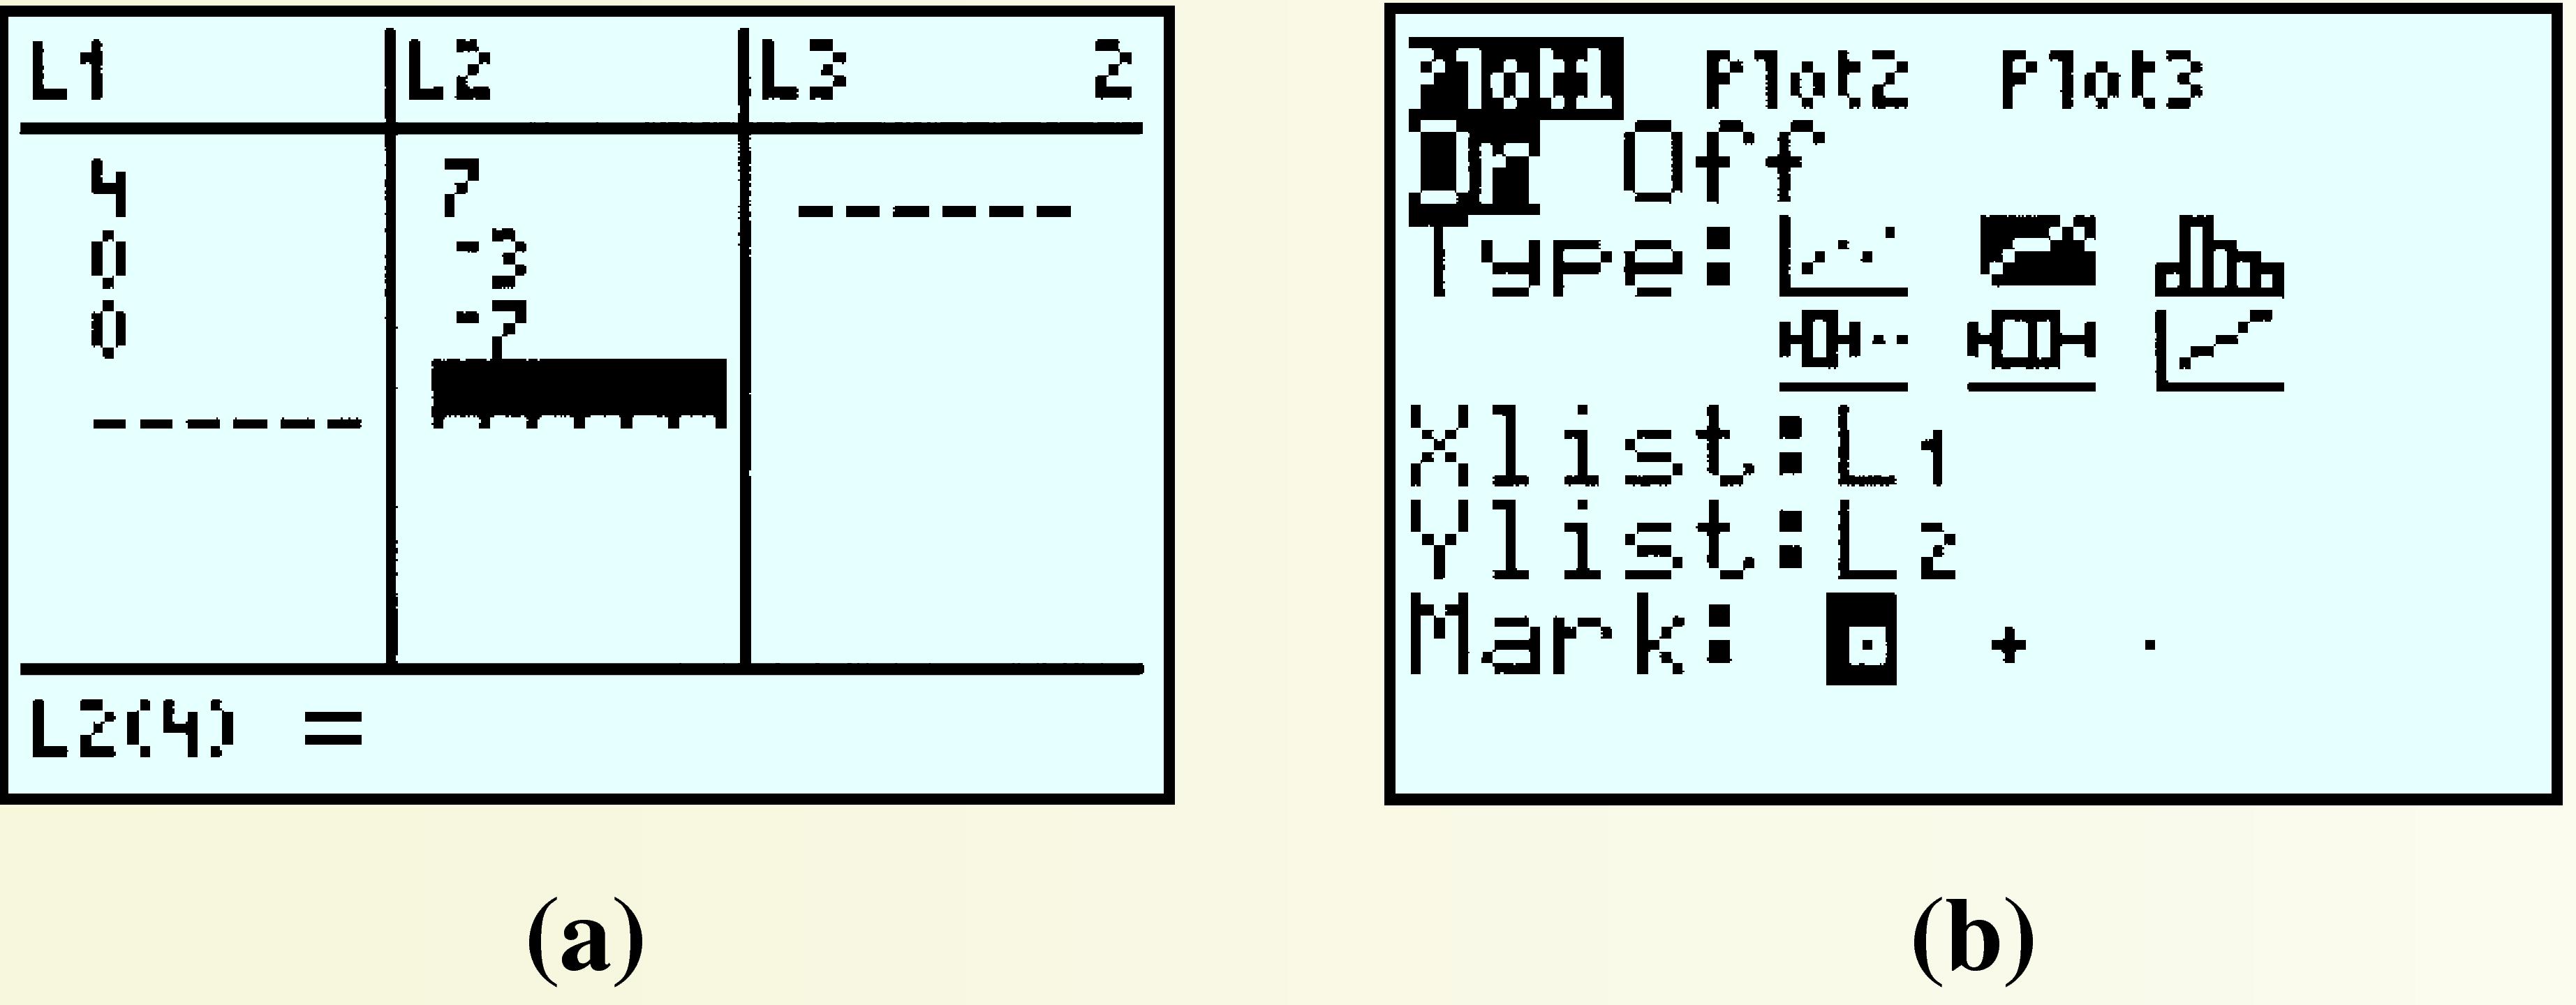 L1 L2 L3 2
4 7 ------
0 -3
0 -7
------
L2(4) =
Plot1 Plot2 Plot3
On Off
Type:
Xlist:L1
Ylist:L2
Mark: + ·
(a) (b)